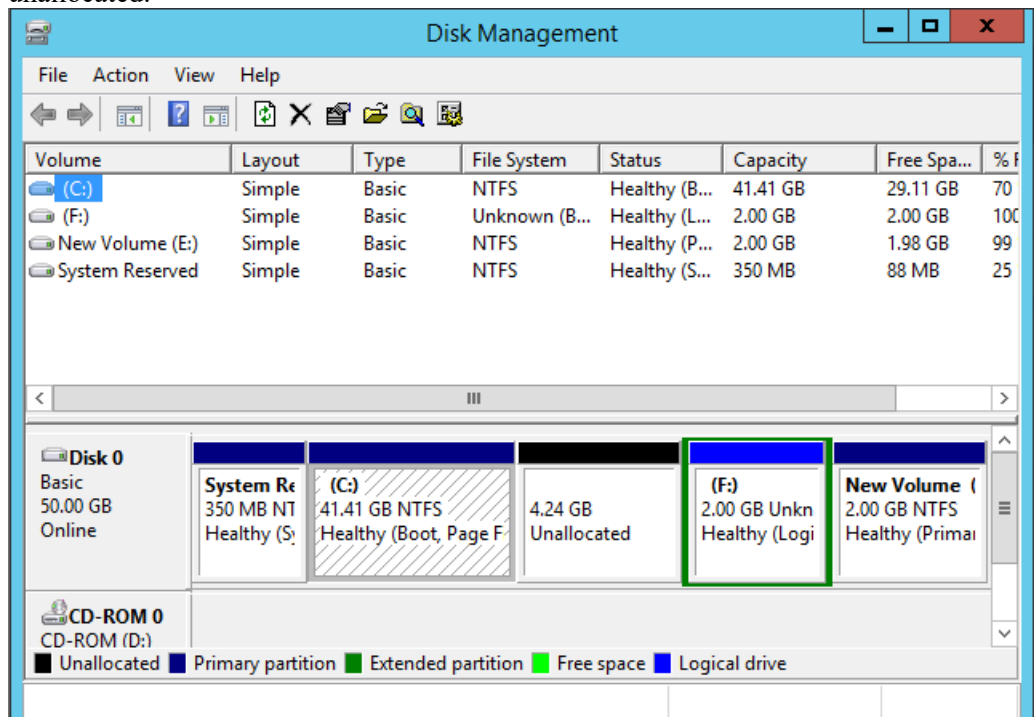 unallocated.
Disk Management
File Action View Help
Volume Layout Type File System Status Capacity Free Spa... % F
(C:) Simple Basic NTFS Healthy (B... 41.41 GB 29.11 GB 70
(F:) Simple Basic Unknown (B... Healthy (L... 2.00 GB 2.00 GB 100
New Volume (E:) Simple Basic NTFS Healthy (P... 2.00 GB 1.98 GB 99
System Reserved Simple Basic NTFS Healthy (S... 350 MB 88 MB 25
Disk 0
Basic
50.00 GB
Online
System Re
350 MB NT
Healthy (Sy
(C:)
41.41 GB NTFS
Healthy (Boot, Page F
4.24 GB
Unallocated
(F:)
2.00 GB Unkn
Healthy (Logi
New Volume (
2.00 GB NTFS
Healthy (Primar
CD-ROM 0
CD-ROM (D:)
Unallocated Primary partition Extended partition Free space Logical drive